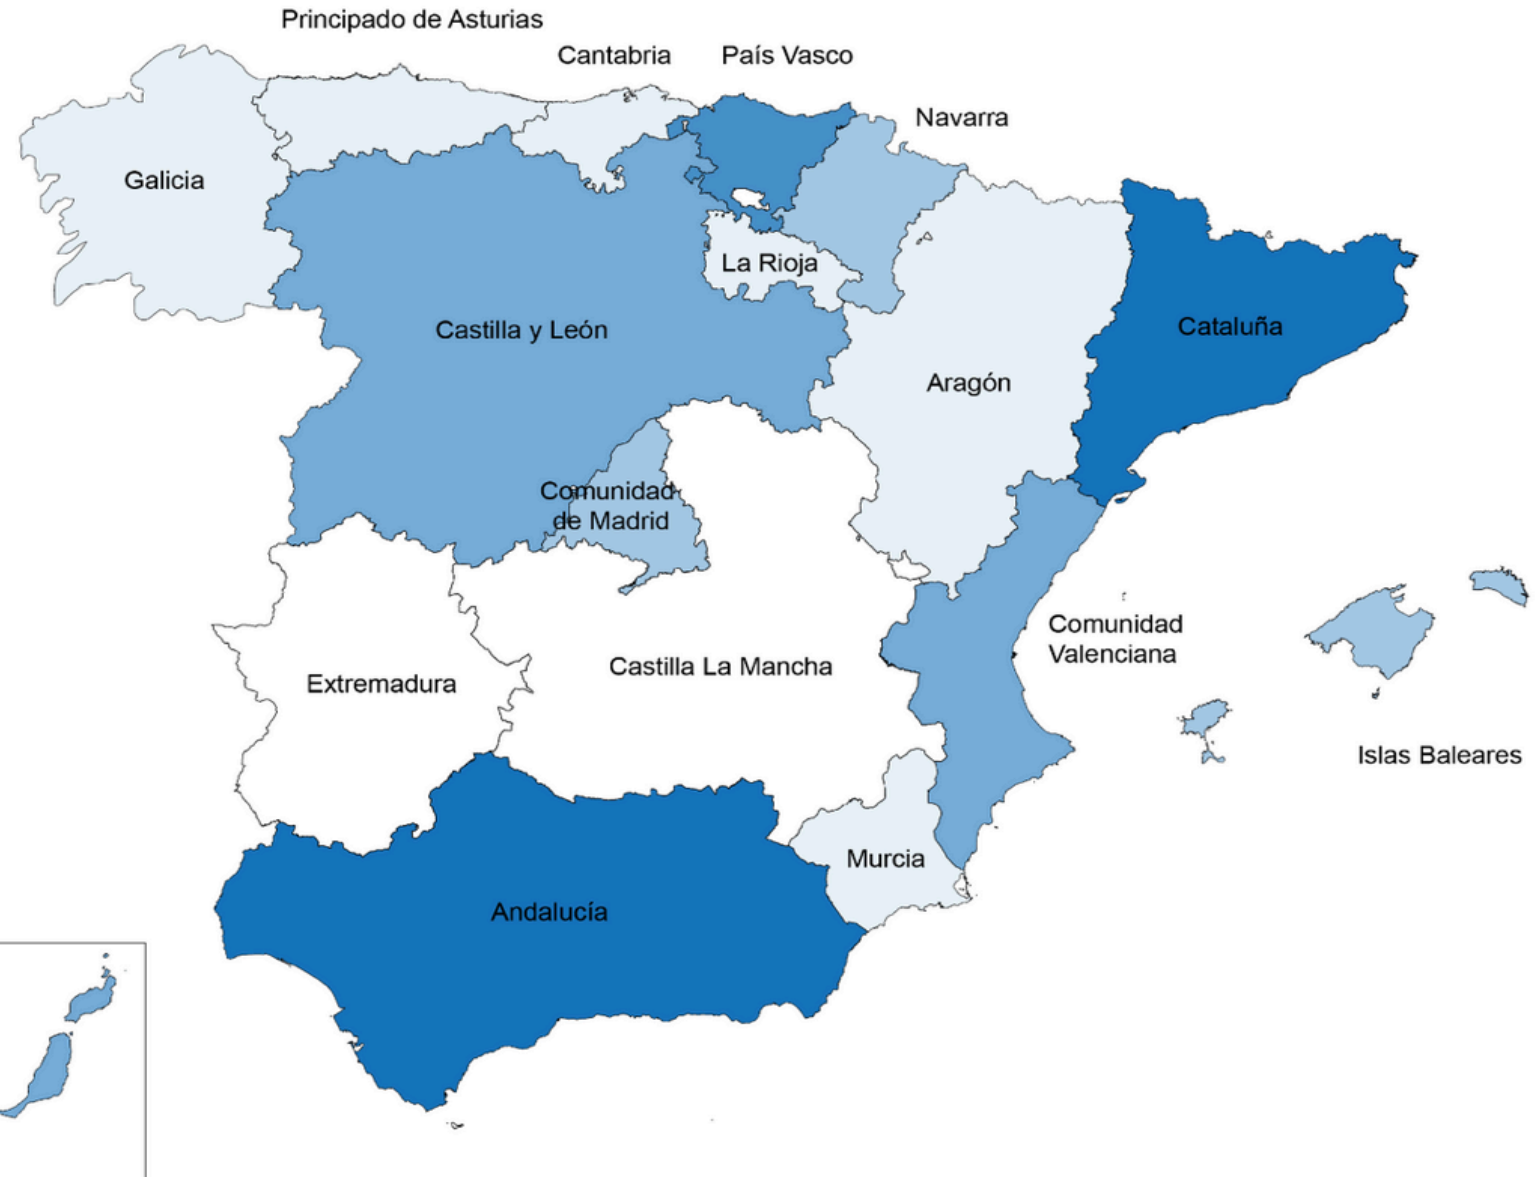 Principado de Asturias
Cantabria
País Vasco
Navarra
Galicia
La Rioja
Castilla y León
Cataluña
Aragón
Comunidad
de Madrid
Comunidad
Valenciana
Castilla La Mancha
Extremadura
Islas Baleares
Murcia
Andalucía